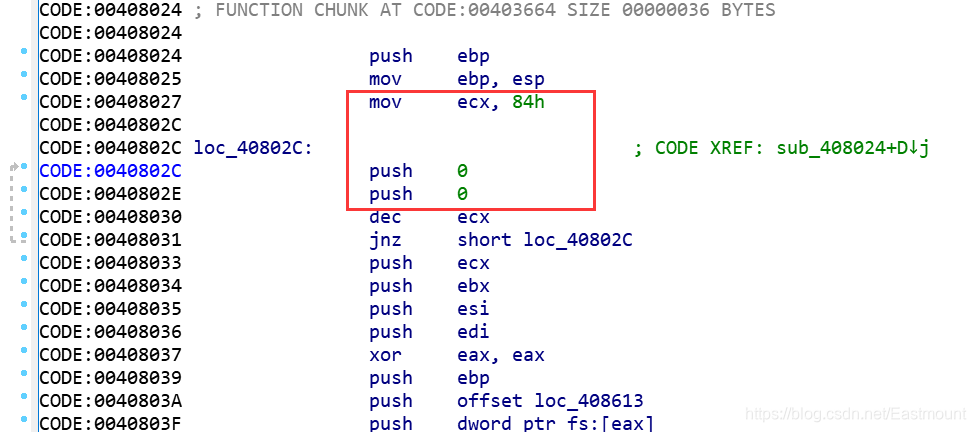 CODE:00408024 ; FUNCTION CHUNK AT CODE:00403664 SIZE 00000036 BYTES
CODE:00408024
CODE:00408024 push ebp
CODE:00408025 mov ebp, esp
CODE:00408027 mov ecx, 84h
CODE:0040802C
CODE:0040802C loc_40802C: ; CODE XREF: sub_408024+D↓j
CODE:0040802C push 0
CODE:0040802E push 0
CODE:00408030 dec ecx
CODE:00408031 jnz short loc_40802C
CODE:00408033 push ecx
CODE:00408034 push ebx
CODE:00408035 push esi
CODE:00408036 push edi
CODE:00408037 xor eax, eax
CODE:00408039 push ebp
CODE:0040803A push offset loc_408613
CODE:0040803F push dword ptr fs:[eax]
https://blog.csdn.net/Eastmount